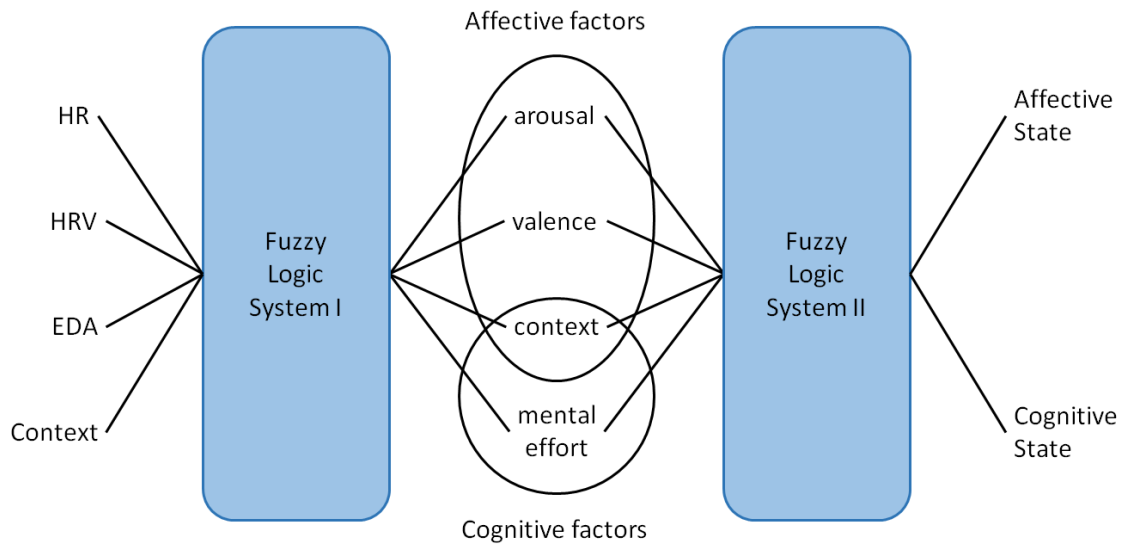 Affective factors
HR
HRV
EDA
Context
Fuzzy
Logic
System I
arousal
valence
context
mental
effort
Cognitive factors
Fuzzy
Logic
System II
Affective
State
Cognitive
State